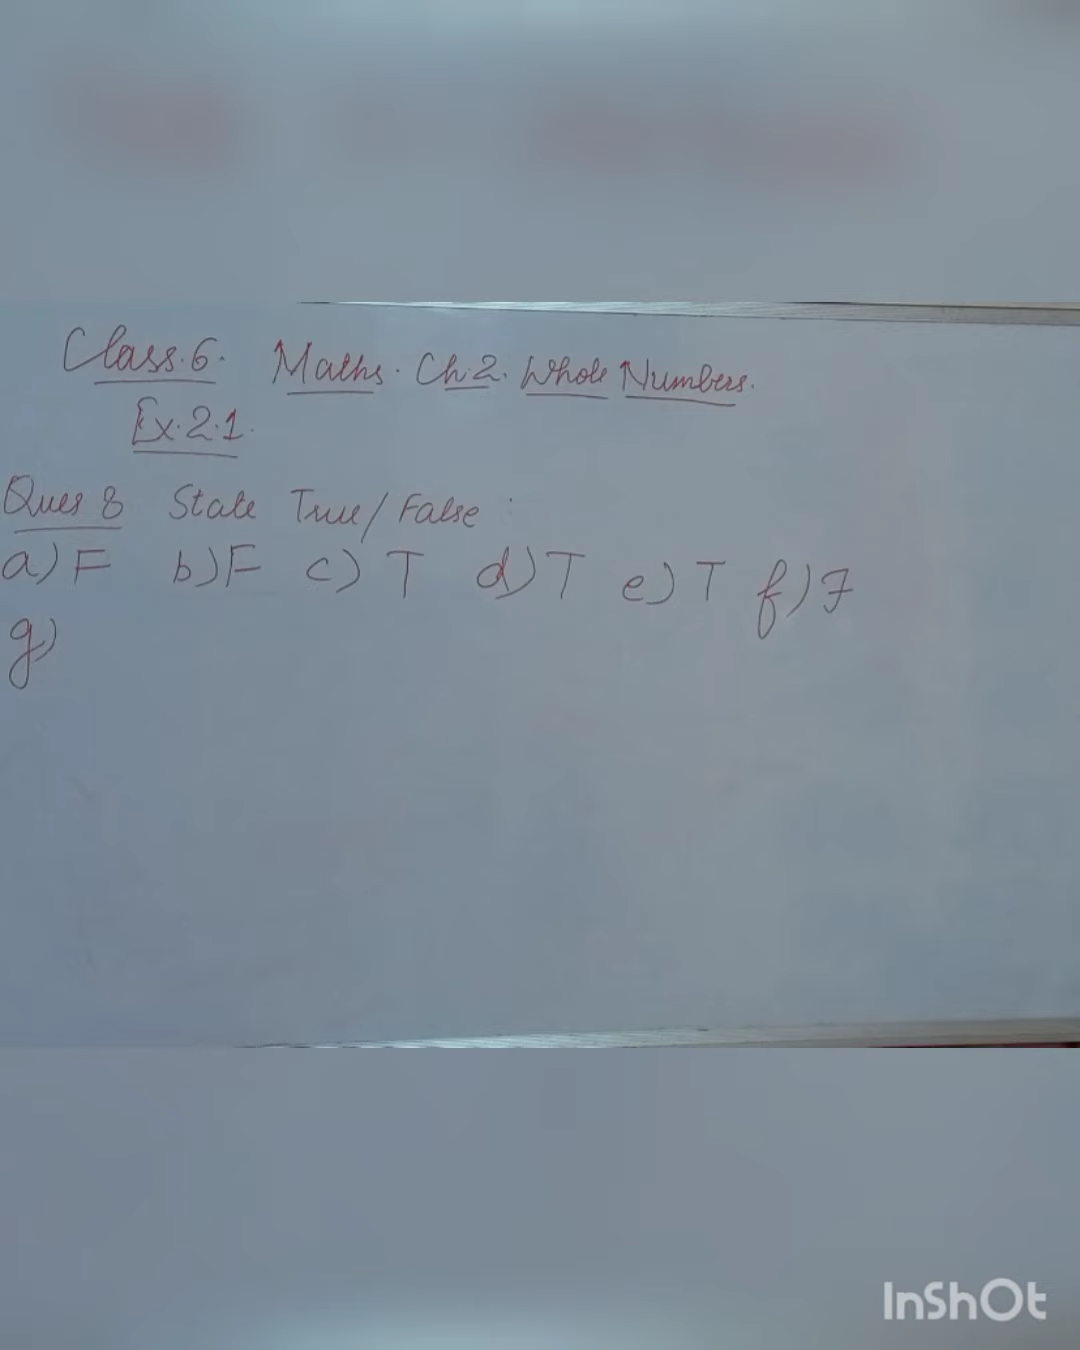 Class.6. Maths. Ch.2. Whole Numbers.
Ex.2.1.
Ques 8 State True/False :
a) F b) F c) T d) T e) T f) F
g)
InShOt